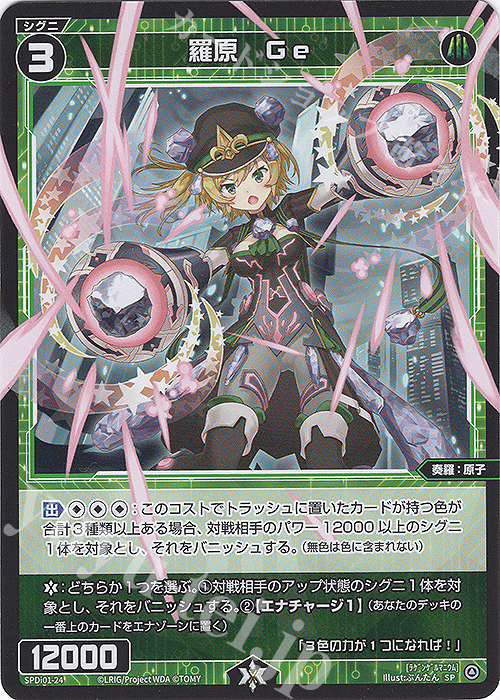 シグニ
3
羅原 Ge
奏羅：原子
出 ◆ ◆ ◆：このコストでトラッシュに置いたカードが持つ色が
合計3種類以上ある場合、対戦相手のパワー12000以上のシグニ
1体を対象とし、それをバニッシュする。（無色は色に含まれない）
：どちらか1つを選ぶ。①対戦相手のアップ状態のシグニ1体を対
象とし、それをバニッシュする。②【エナチャージ1】（あなたのデッキの
一番上のカードをエナゾーンに置く）
「3色の力が1つになれば！」
12000
SPDi01-24
©LRIG/Project WDA ©TOMY
[ラゲンゲルマニウム]
Illust:ぶんたん SP